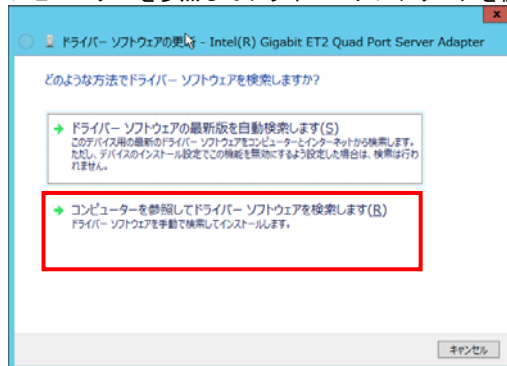 x
ドライバー ソフトウェアの更新 - Intel(R) Gigabit ET2 Quad Port Server Adapter
どのような方法でドライバー ソフトウェアを検索しますか?
ドライバー ソフトウェアの最新版を自動検索します(S)
このデバイス用の最新のドライバー ソフトウェアをコンピューターとインターネットから検索します。
ただし、デバイスのインストール設定でこの機能を無効にするよう設定した場合は、検索は行わ
れません。
コンピューターを参照してドライバー ソフトウェアを検索します(R)
ドライバー ソフトウェアを手動で検索してインストールします。
キャンセル